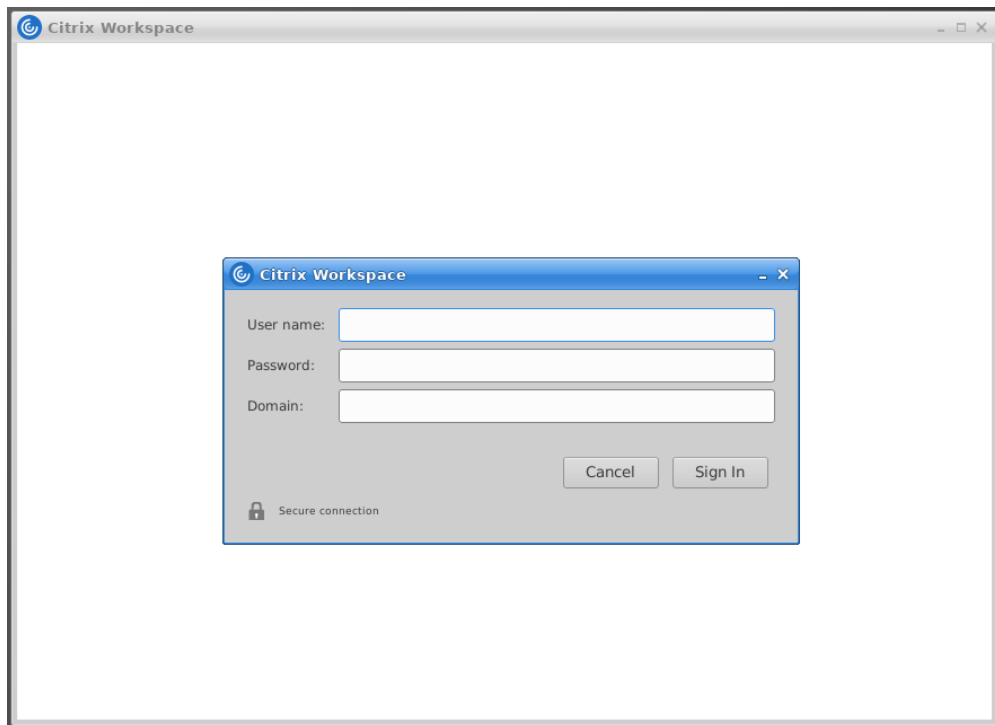 Citrix Workspace
Citrix Workspace
User name:
Password:
Domain:
Cancel Sign In
Secure connection